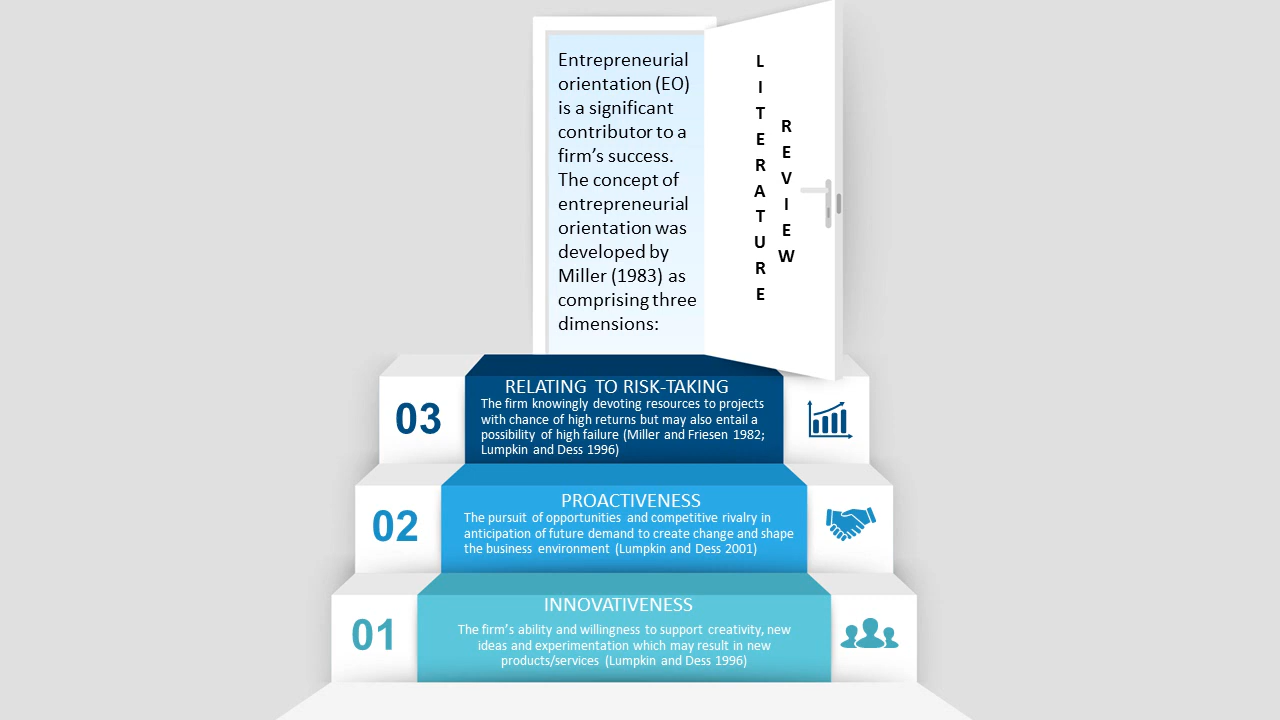 Entrepreneurial
orientation (EO)
is a significant
contributor to a
firm’s success.
The concept of
entrepreneurial
orientation was
developed by
Miller (1983) as
comprising three
dimensions:
LITERATURE
REVIEW
03
RELATING TO RISK-TAKING
The firm knowingly devoting resources to projects
with chance of high returns but may also entail a
possibility of high failure (Miller and Friesen 1982;
Lumpkin and Dess 1996)
02
PROACTIVENESS
The pursuit of opportunities and competitive rivalry in
anticipation of future demand to create change and shape
the business environment (Lumpkin and Dess 2001)
01
INNOVATIVENESS
The firm’s ability and willingness to support creativity, new
ideas and experimentation which may result in new
products/services (Lumpkin and Dess 1996)